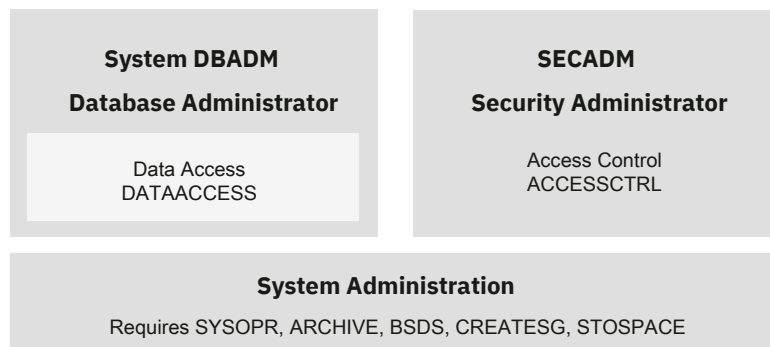 System DBADM
Database Administrator
Data Access
DATAACCESS
SECADM
Security Administrator
Access Control
ACCESSCTRL
System Administration
Requires SYSOPR, ARCHIVE, BSDS, CREATESG, STOSPACE